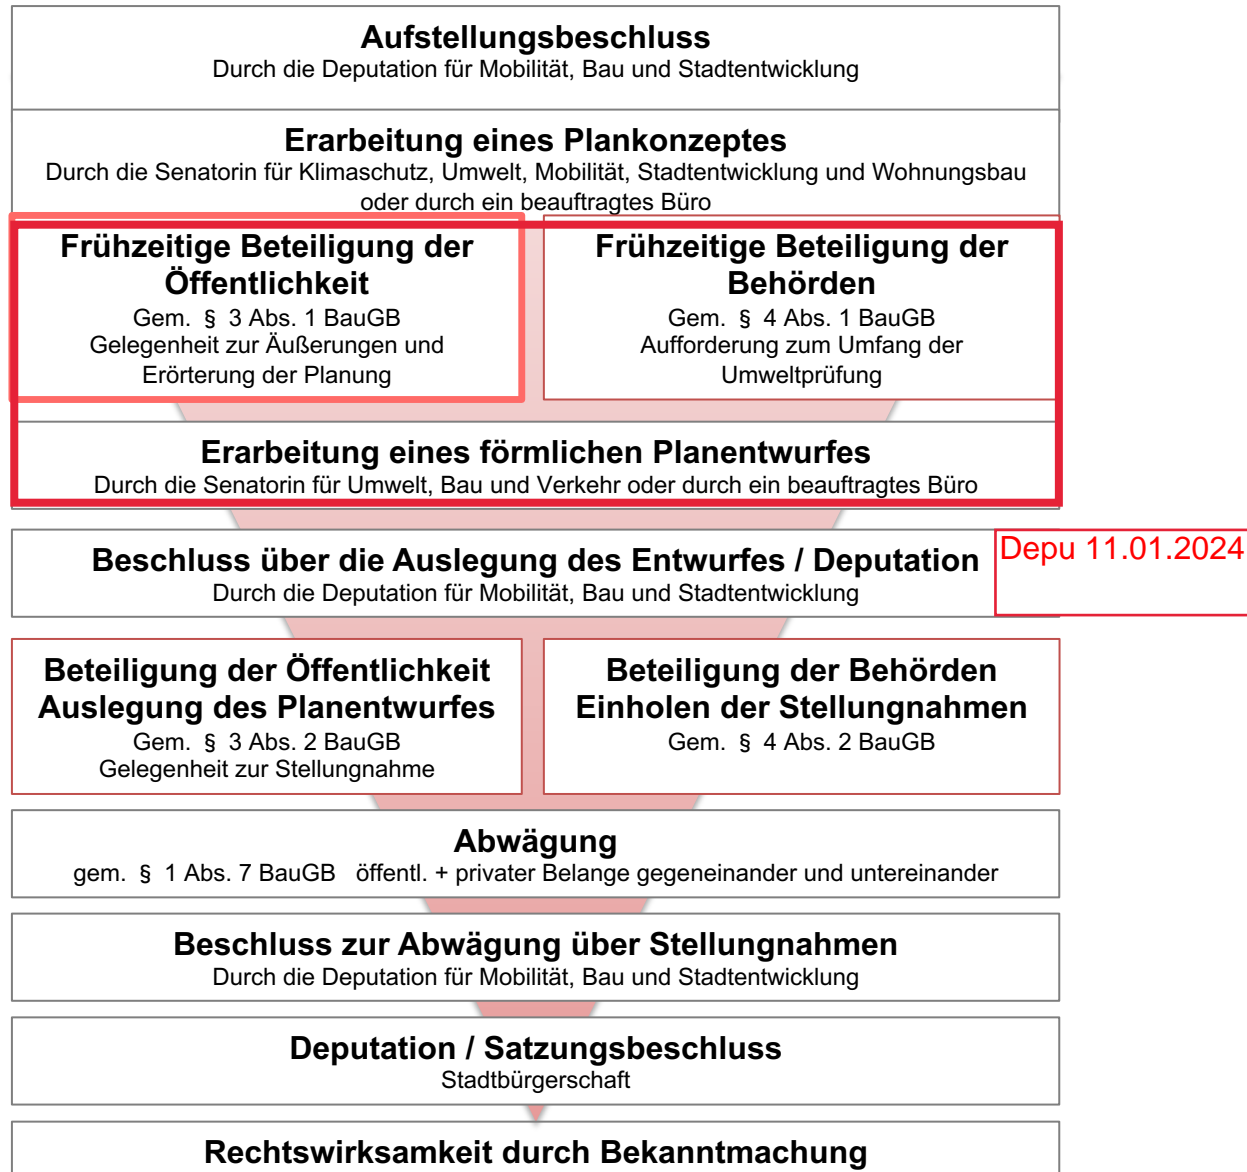 Aufstellungsbeschluss
Durch die Deputation für Mobilität, Bau und Stadtentwicklung
Erarbeitung eines Plankonzeptes
Durch die Senatorin für Klimaschutz, Umwelt, Mobilität, Stadtentwicklung und Wohnungsbau
oder durch ein beauftragtes Büro
Frühzeitige Beteiligung der
Öffentlichkeit
Gem. § 3 Abs. 1 BauGB
Gelegenheit zur Äußerungen und
Erörterung der Planung
Frühzeitige Beteiligung der
Behörden
Gem. § 4 Abs. 1 BauGB
Aufforderung zum Umfang der
Umweltprüfung
Erarbeitung eines förmlichen Planentwurfes
Durch die Senatorin für Umwelt, Bau und Verkehr oder durch ein beauftragtes Büro
Beschluss über die Auslegung des Entwurfes / Deputation
Durch die Deputation für Mobilität, Bau und Stadtentwicklung
Depu 11.01.2024
Beteiligung der Öffentlichkeit
Auslegung des Planentwurfes
Gem. § 3 Abs. 2 BauGB
Gelegenheit zur Stellungnahme
Beteiligung der Behörden
Einholen der Stellungnahmen
Gem. § 4 Abs. 2 BauGB
Abwägung
gem. § 1 Abs. 7 BauGB öffentl. + privater Belange gegeneinander und untereinander
Beschluss zur Abwägung über Stellungnahmen
Durch die Deputation für Mobilität, Bau und Stadtentwicklung
Deputation / Satzungsbeschluss
Stadtbürgerschaft
Rechtswirksamkeit durch Bekanntmachung